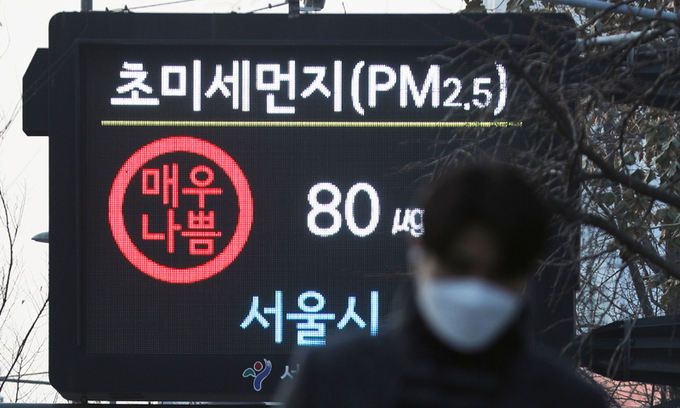 초미세먼지(PM2.5)
매우
나쁨
80 μg
서울시